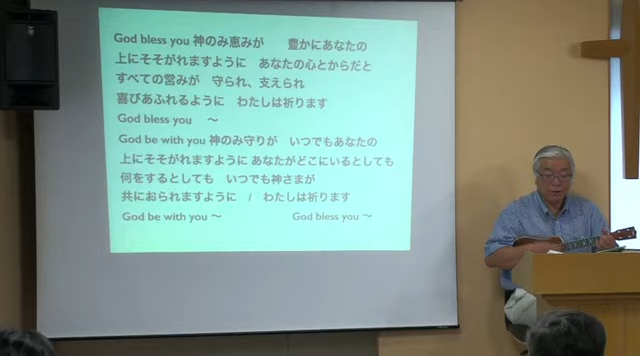 God bless you 神のみ恵みが　豊かにあなたの
上にそそがれますように　あなたの心とからだと
すべての営みが　守られ、支えられ
喜びあふれるように　わたしは祈ります
God bless you　～
God be with you 神のみ守りが　いつでもあなたの
上にそそがれますように あなたがどこにいるとしても
何をするとしても　いつでも神さまが
共におられますように　/　わたしは祈ります
God be with you ～　God bless you ～